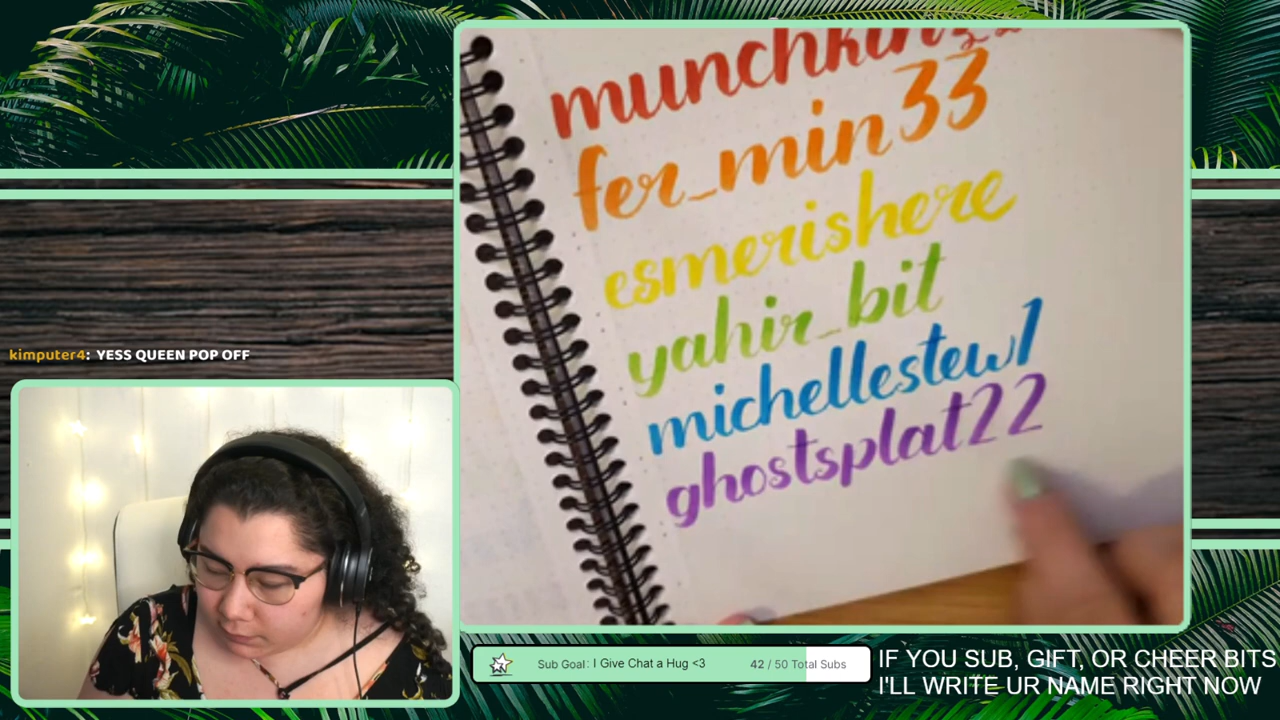 fer_min33
esmerishere
yahir_bit
michellestew1
ghostsplat22
kimputer4: YESS QUEEN POP OFF
Sub Goal: I Give Chat a Hug <3
42 / 50 Total Subs
IF YOU SUB, GIFT, OR CHEER BITS
I'LL WRITE UR NAME RIGHT NOW